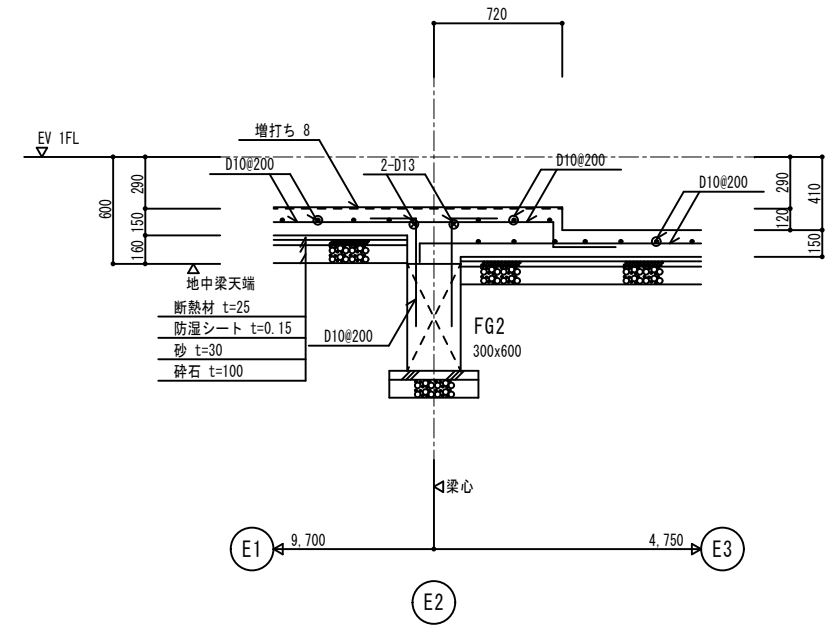 720
EV 1FL
増打ち 8
D10@200
2-D13
D10@200
D10@200
600
290
150
160
290
120
410
150
地中梁天端
断熱材 t=25
防湿シート t=0.15
砂 t=30
砕石 t=100
D10@200
FG2
300x600
梁心
E1
9,700
4,750
E3
E2